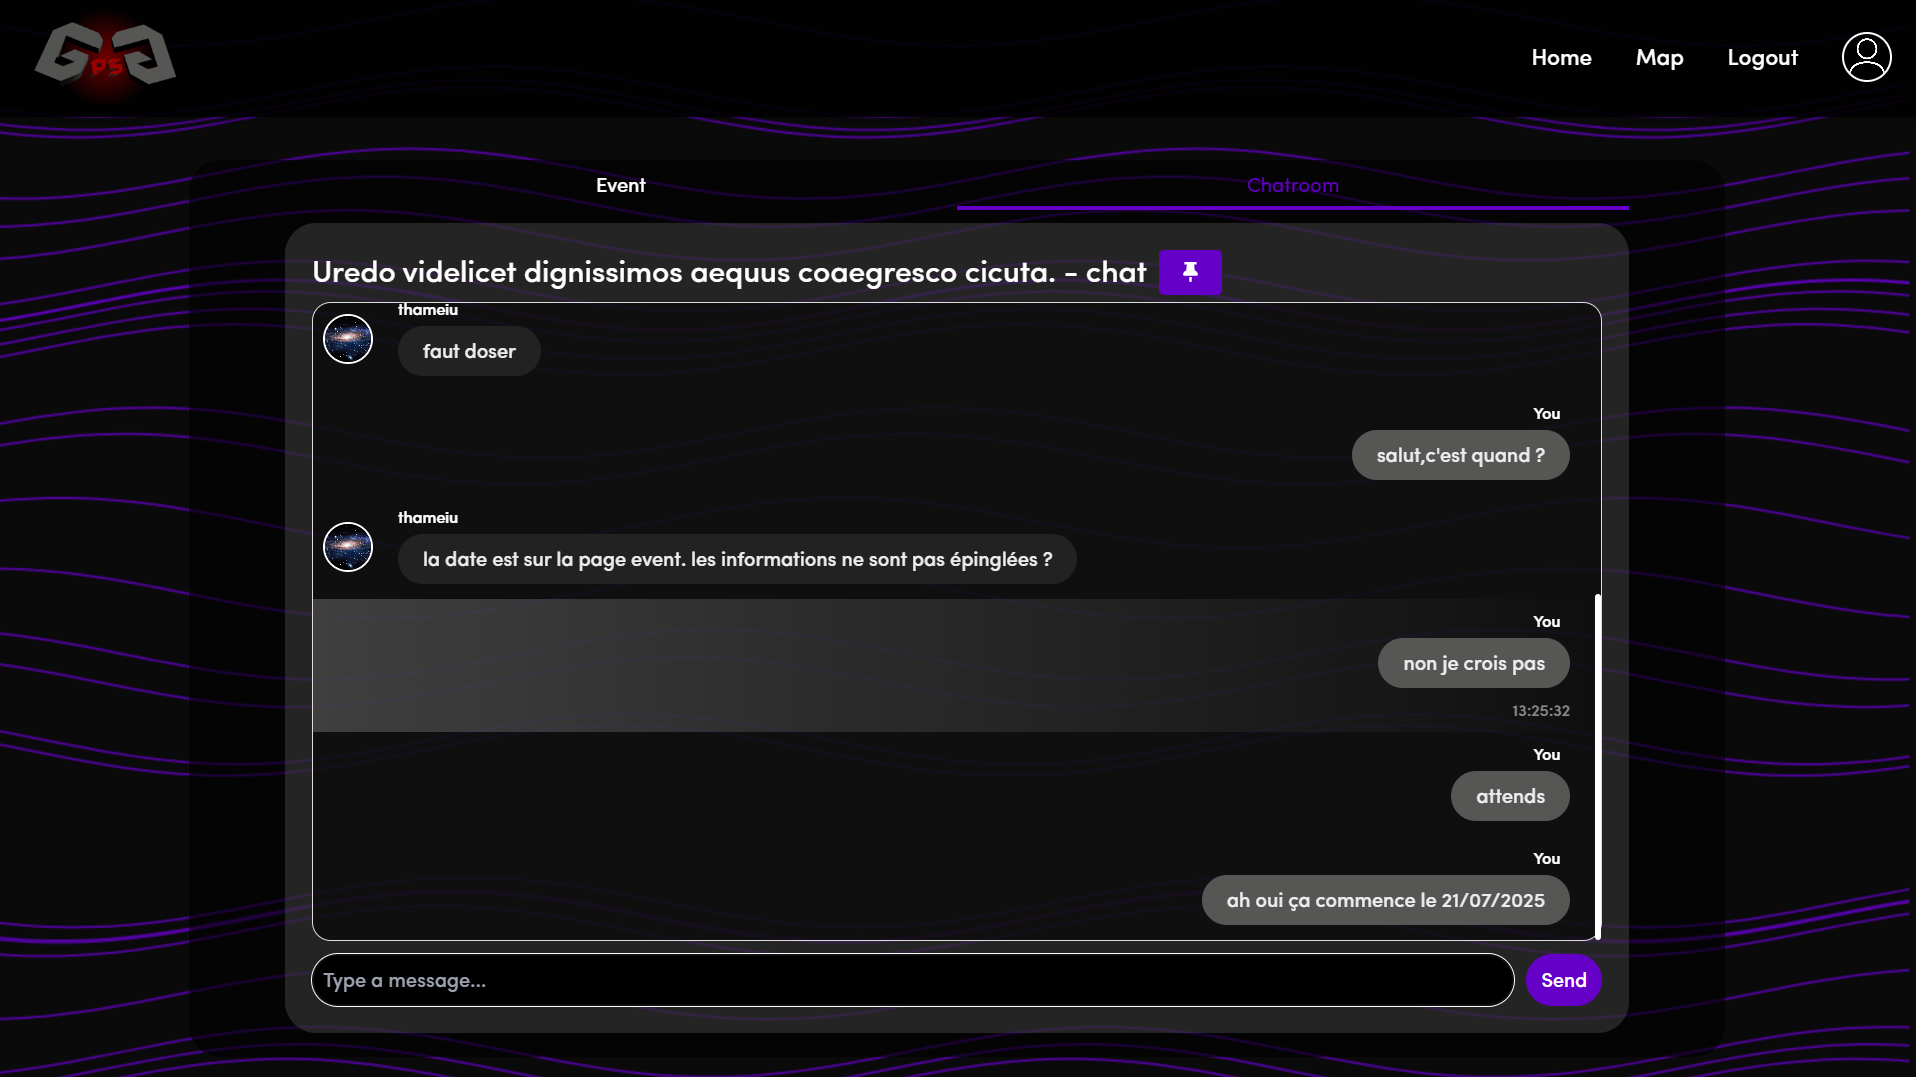 GPSG
Home
Map
Logout
Event
Chatroom
Uredo videlicet dignissimos aequus coaegresco cicuta. - chat
thameiu
faut doser
You
salut,c'est quand ?
thameiu
la date est sur la page event. les informations ne sont pas épinglées ?
You
non je crois pas
13:25:32
You
attends
You
ah oui ça commence le 21/07/2025
Type a message...
Send